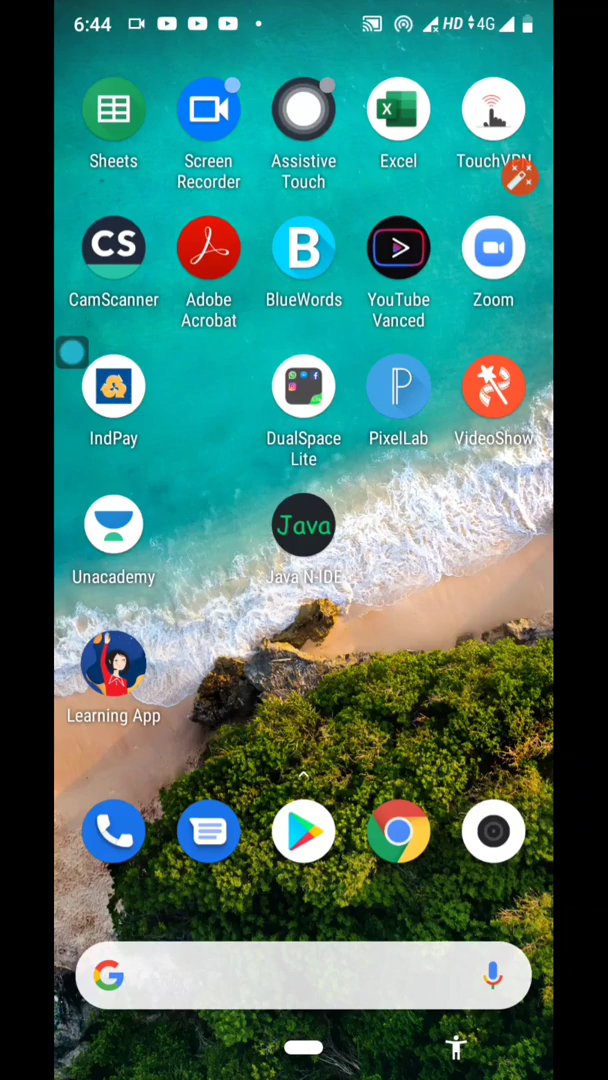 6:44
HD 4G
Sheets
Screen
Recorder
Assistive
Touch
X
Excel
TouchVPN
CS
CamScanner
Adobe
Acrobat
B
BlueWords
YouTube
Vanced
Zoom
IndPay
DualSpace
Lite
P
PixelLab
VideoShow
Unacademy
Java
Java N-IDE
Learning App
G